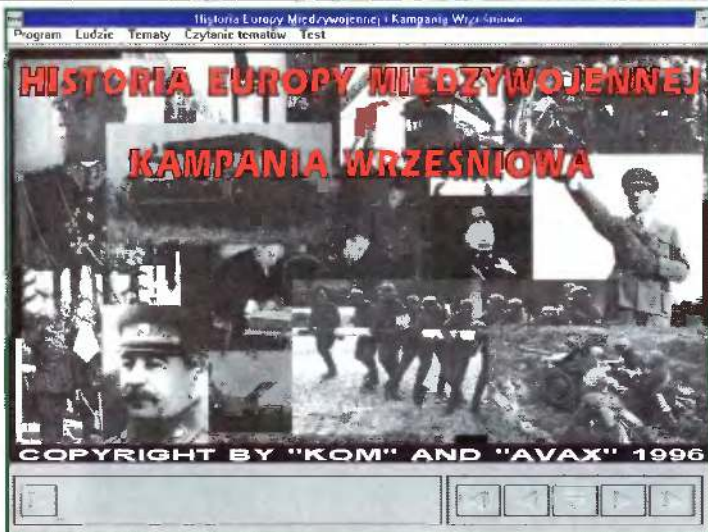 Historia Europy Międzywojennej i Kampania Wrześniowa
Program Ludzie Tematy Czytanie tematów Test
HISTORIA EUROPY MIĘDZYWOJENNEJ
KAMPANIA WRZEŚNIOWA
COPYRIGHT BY "KOM" AND "AVAX" 1996